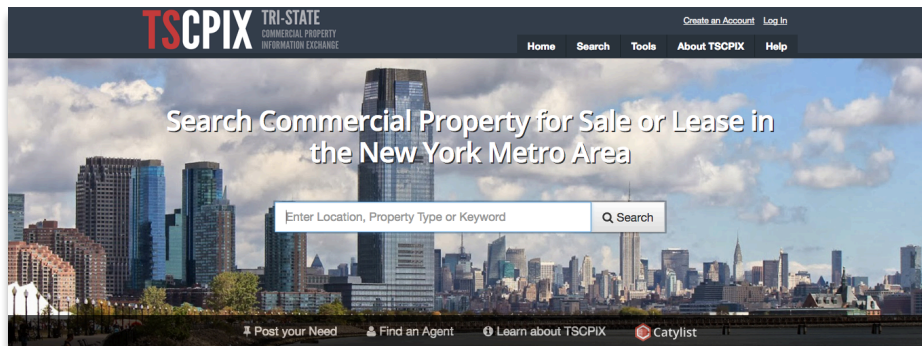 TSCPIX
TRI-STATE
COMMERCIAL PROPERTY
INFORMATION EXCHANGE
Create an Account Log In
Home Search Tools About TSCPIX Help
Search Commercial Property for Sale or Lease in
the New York Metro Area
Enter Location, Property Type or Keyword Search
Post your Need Find an Agent Learn about TSCPIX Catylist